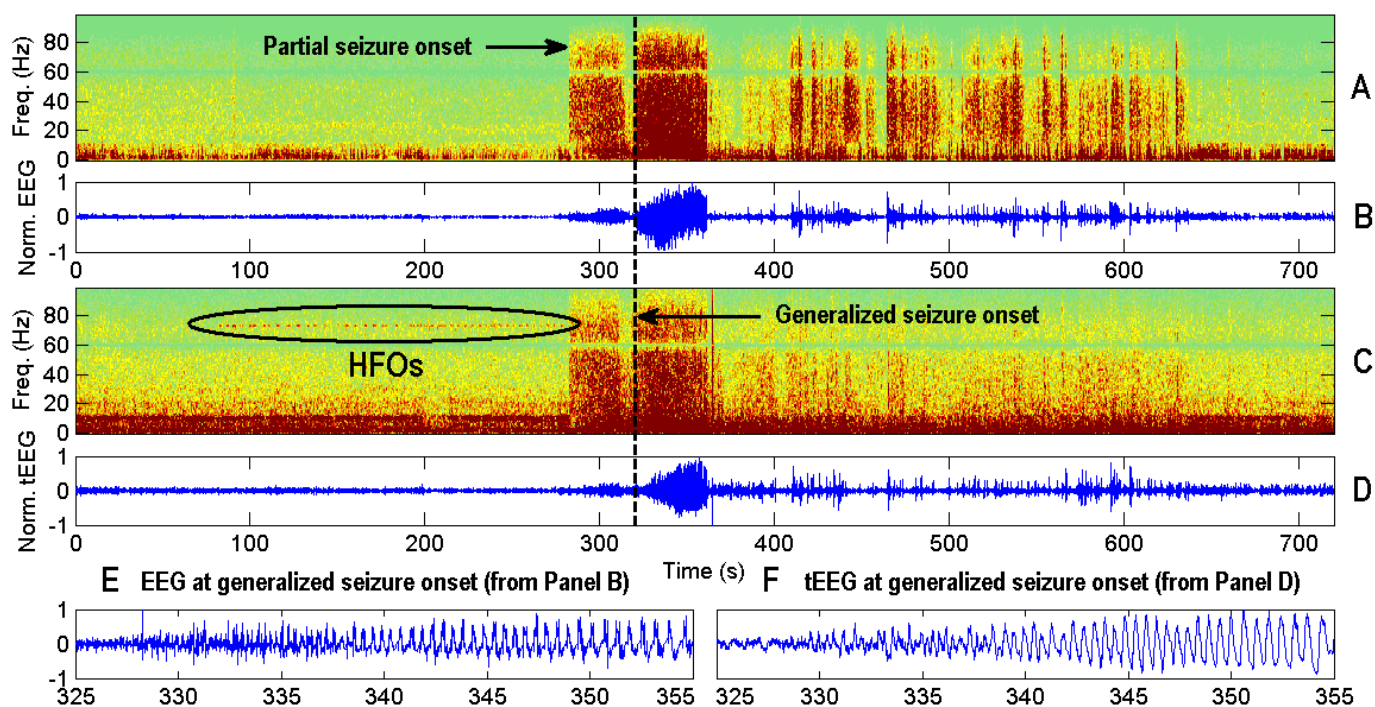 Freq. (Hz)
80
60
40
20
0
Partial seizure onset
A
Norm. EEG
1
0
-1
B
0 100 200 300 400 500 600 700
Freq. (Hz)
80
60
40
20
0
HFOs
Generalized seizure onset
C
Norm. tEEG
1
0
-1
D
0 100 200 300 400 500 600 700
Time (s)
E EEG at generalized seizure onset (from Panel B)
F tEEG at generalized seizure onset (from Panel D)
1
0
-1
325 330 335 340 345 350 355
325 330 335 340 345 350 355